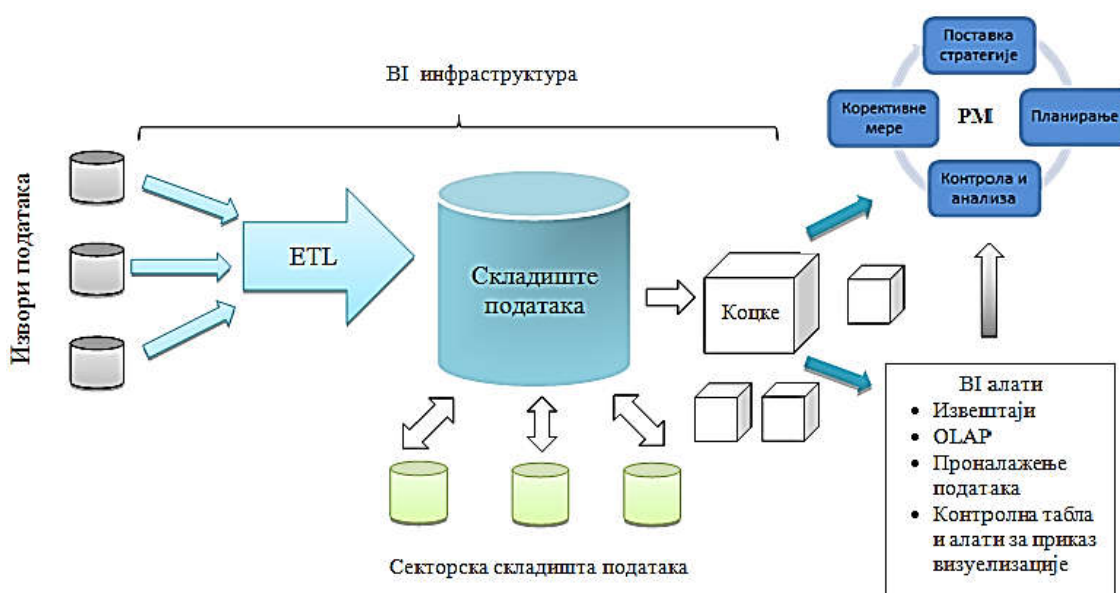 Поставка
стратегије
BI инфраструктура
Корективне
мере
PM
Планирање
Контрола и
анализа
Извори података
ETL
Складиште
података
Коцке
BI алати
• Извештаји
• OLAP
• Проналажење
података
• Контролна табла
и алати за приказ
визуелизације
Секторска складишта података